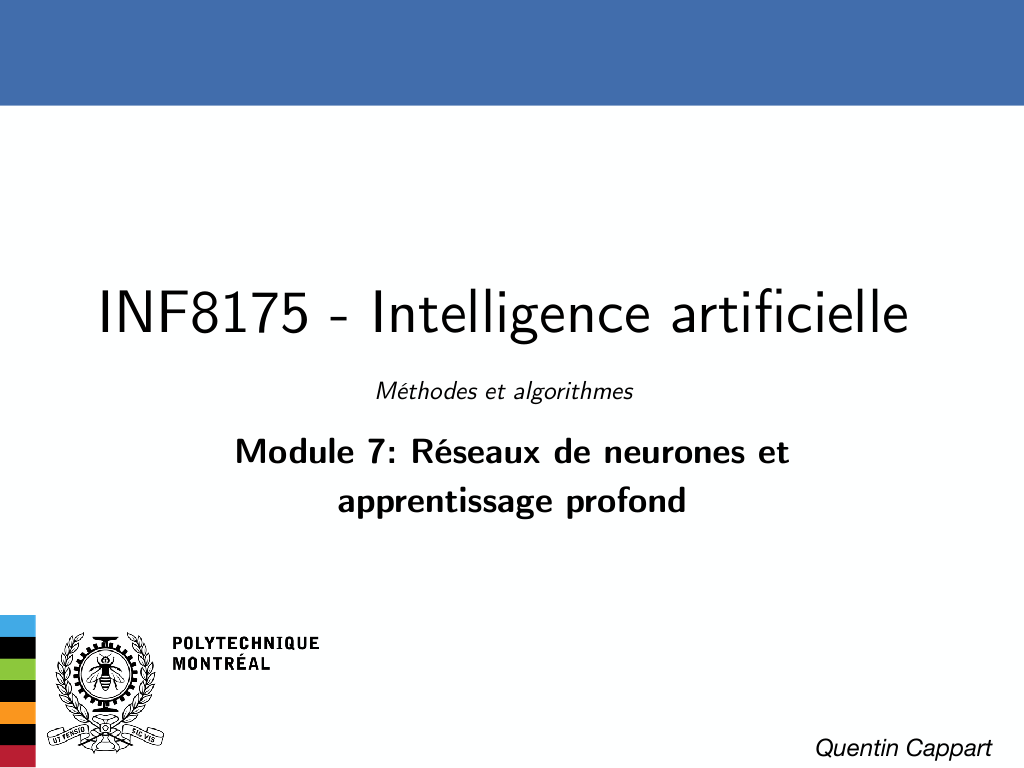 INF8175 - Intelligence artificielle
Méthodes et algorithmes
Module 7: Réseaux de neurones et
apprentissage profond
POLYTECHNIQUE
MONTRÉAL
UT TENSIO SIC VIS
Quentin Cappart